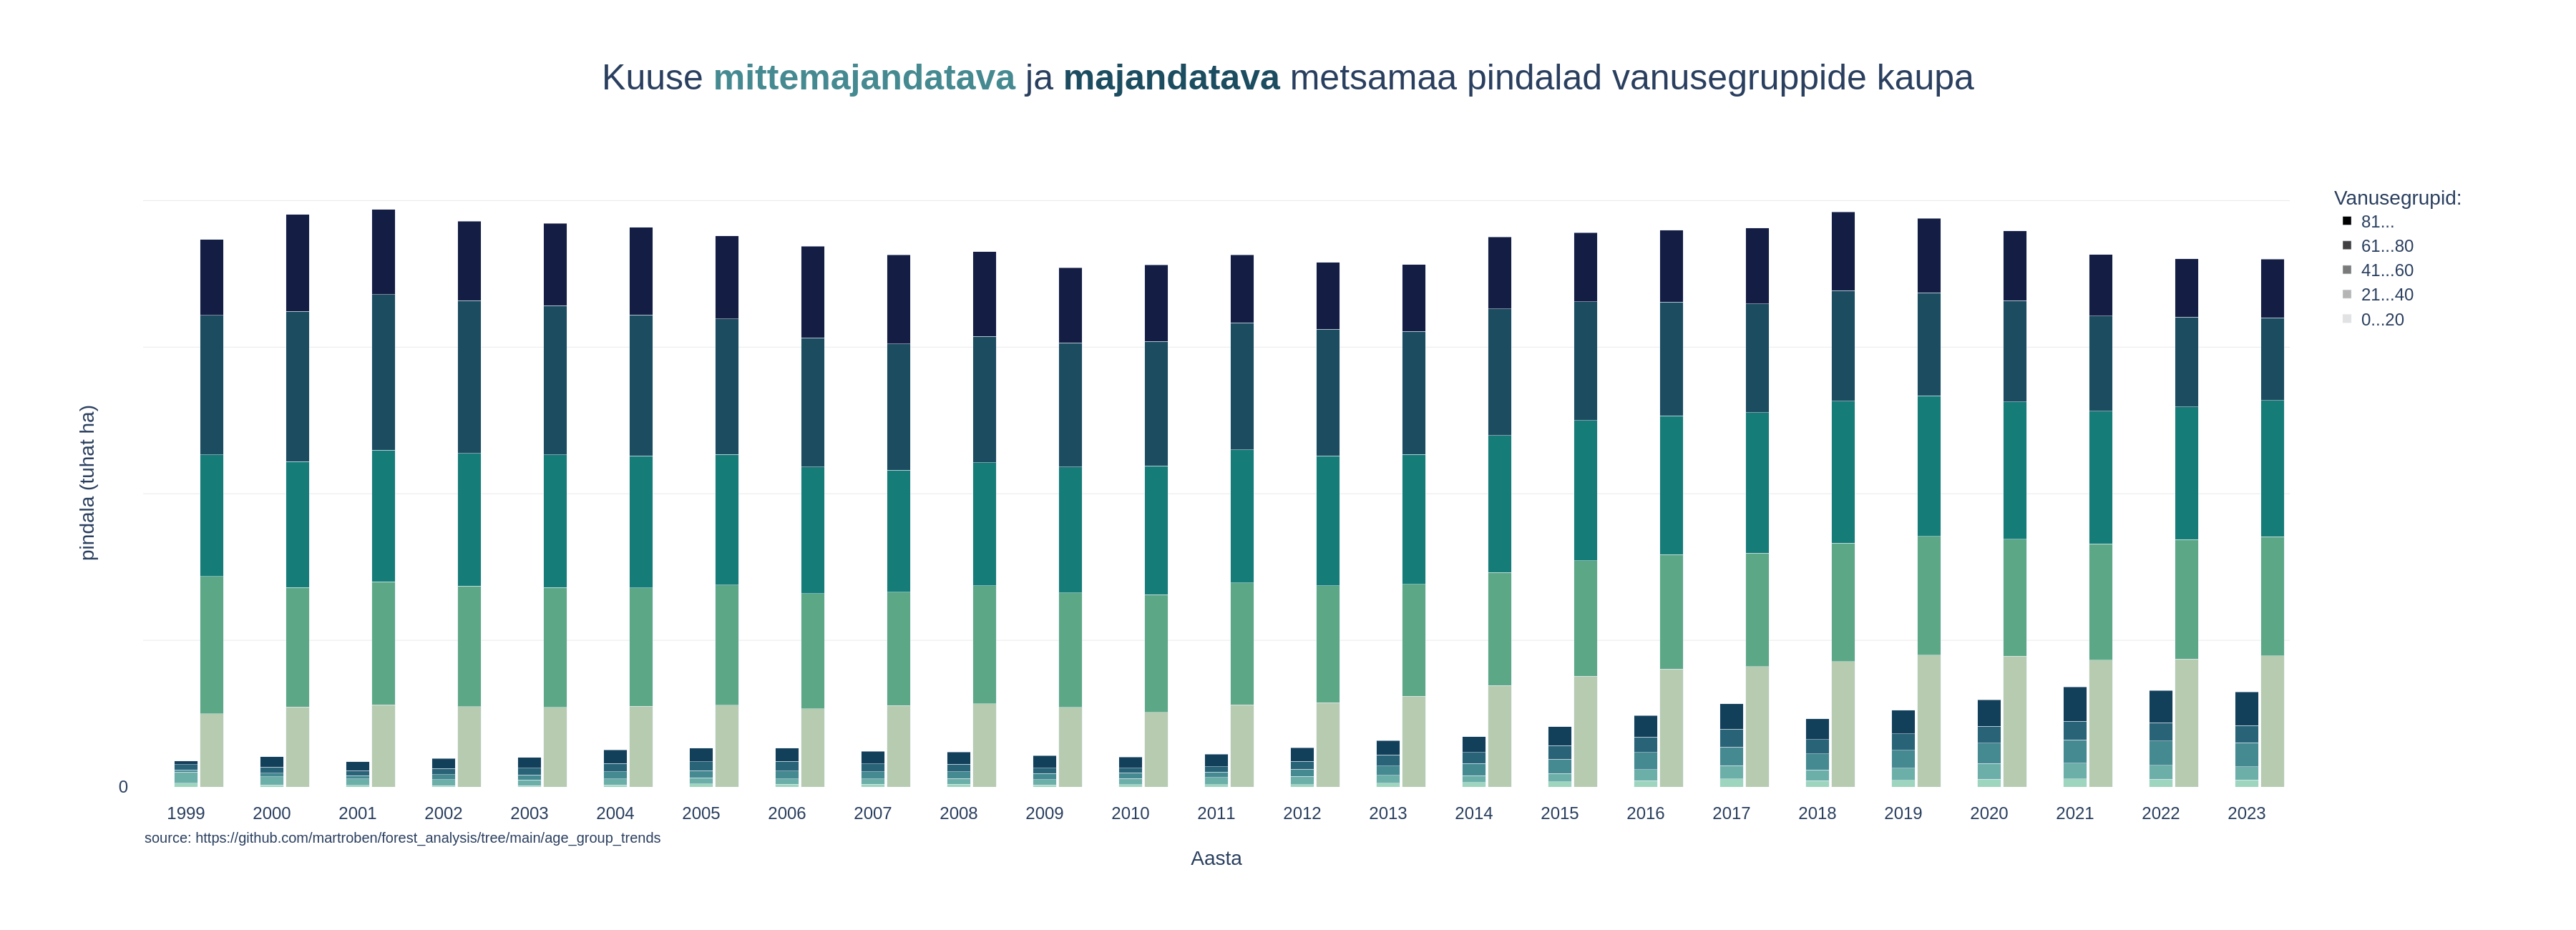 Kuuse mittemajandatava ja majandatava metsamaa pindalad vanusegruppide kaupa
Vanusegrupid:
81...
61...80
41...60
21...40
0...20
pindala (tuhat ha)
0
1999 2000 2001 2002 2003 2004 2005 2006 2007 2008 2009 2010 2011 2012 2013 2014 2015 2016 2017 2018 2019 2020 2021 2022 2023
source: https://github.com/martroben/forest_analysis/tree/main/age_group_trends
Aasta